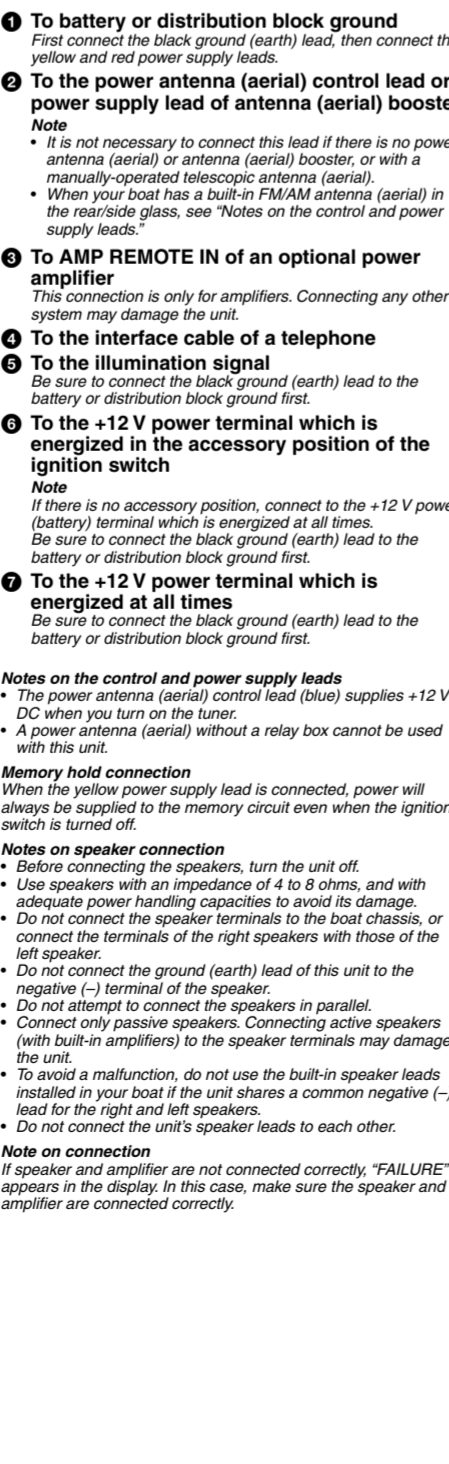 ❶ To battery or distribution block ground
First connect the black ground (earth) lead, then connect th
yellow and red power supply leads.
❷ To the power antenna (aerial) control lead or
power supply lead of antenna (aerial) booste
Note
• It is not necessary to connect this lead if there is no powe
antenna (aerial) or antenna (aerial) booster, or with a
manually-operated telescopic antenna (aerial).
• When your boat has a built-in FM/AM antenna (aerial) in
the rear/side glass, see “Notes on the control and power
supply leads.”
❸ To AMP REMOTE IN of an optional power
amplifier
This connection is only for amplifiers. Connecting any other
system may damage the unit.
❹ To the interface cable of a telephone
❺ To the illumination signal
Be sure to connect the black ground (earth) lead to the
battery or distribution block ground first.
❻ To the +12 V power terminal which is
energized in the accessory position of the
ignition switch
Note
If there is no accessory position, connect to the +12 V powe
(battery) terminal which is energized at all times.
Be sure to connect the black ground (earth) lead to the
battery or distribution block ground first.
❼ To the +12 V power terminal which is
energized at all times
Be sure to connect the black ground (earth) lead to the
battery or distribution block ground first.
Notes on the control and power supply leads
• The power antenna (aerial) control lead (blue) supplies +12 V
DC when you turn on the tuner.
• A power antenna (aerial) without a relay box cannot be used
with this unit.
Memory hold connection
When the yellow power supply lead is connected, power will
always be supplied to the memory circuit even when the ignition
switch is turned off.
Notes on speaker connection
• Before connecting the speakers, turn the unit off.
• Use speakers with an impedance of 4 to 8 ohms, and with
adequate power handling capacities to avoid its damage.
• Do not connect the speaker terminals to the boat chassis, or
connect the terminals of the right speakers with those of the
left speaker.
• Do not connect the ground (earth) lead of this unit to the
negative (–) terminal of the speaker.
• Do not attempt to connect the speakers in parallel.
• Connect only passive speakers. Connecting active speakers
(with built-in amplifiers) to the speaker terminals may damage
the unit.
• To avoid a malfunction, do not use the built-in speaker leads
installed in your boat if the unit shares a common negative (–)
lead for the right and left speakers.
• Do not connect the unit’s speaker leads to each other.
Note on connection
If speaker and amplifier are not connected correctly, “FAILURE”
appears in the display. In this case, make sure the speaker and
amplifier are connected correctly.